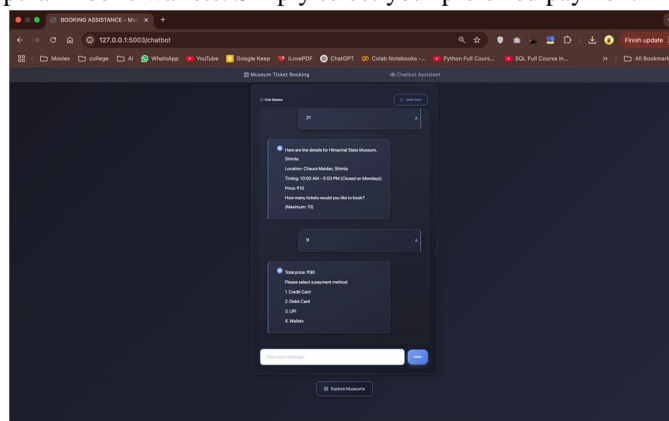 BOOKING ASSISTANCE - Mu
127.0.0.1:5003/chatbot
Finish update
Movies college AI WhatsApp YouTube Google Keep iLovePDF ChatGPT Colab Notebooks -... Python Full Cours... SQL Full Course in... » All Bookmark
Museum Ticket Booking Chatbot Assistant
Chat Session NEW CHAT
21
Here are the details for Himachal State Museum,
Shimla:
Location: Chaura Maidan, Shimla
Timing: 10:00 AM - 5:00 PM (Closed on Mondays)
Price: ₹10
How many tickets would you like to book?
(Maximum: 10)
9
Total price: ₹90
Please select a payment method:
1. Credit Card
2. Debit Card
3. UPI
4. Wallets
Type your message...
SEND
Explore Museums